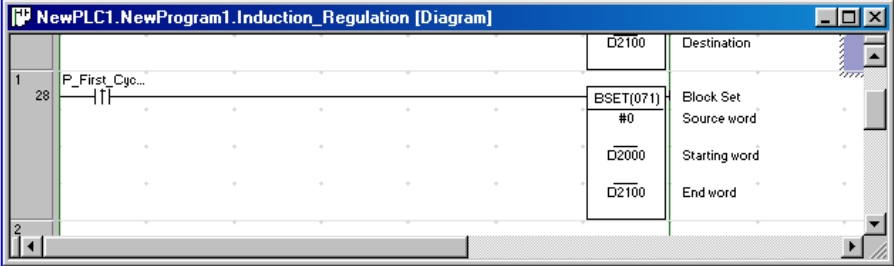 NewPLC1.NewProgram1.Induction_Regulation [Diagram]
D2100 Destination
1 P_First_Cyc...
28 BSET(071) Block Set
#0 Source word
D2000 Starting word
D2100 End word
2